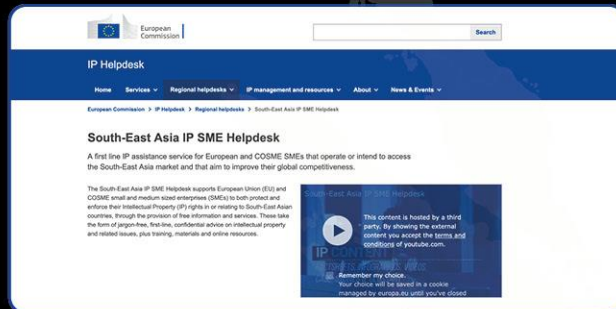 European
Commission
Search
IP Helpdesk
Home Services Regional helpdesks IP management and resources About News & Events
European Commission > IP Helpdesk > Regional helpdesks > South-East Asia IP SME Helpdesk
South-East Asia IP SME Helpdesk
A first line IP assistance service for European and COSME SMEs that operate or intend to access
the South-East Asia market and that aim to improve their global competitiveness.
The South-East Asia IP SME Helpdesk supports European Union (EU) and
COSME small and medium sized enterprises (SMEs) to both protect and
enforce their Intellectual Property (IP) rights in or relating to South-East Asian
countries, through the provision of free information and services. These take
the form of jargon-free, first-line, confidential advice on intellectual property
and related issues, plus training, materials and online resources.
South-East Asia IP SME Helpdesk
This content is hosted by a third
party. By showing the external
content you accept the terms and
conditions of youtube.com.
IP CONTENT
Remember my choice.
Your choice will be saved in a cookie
managed by europa.eu until you've closed